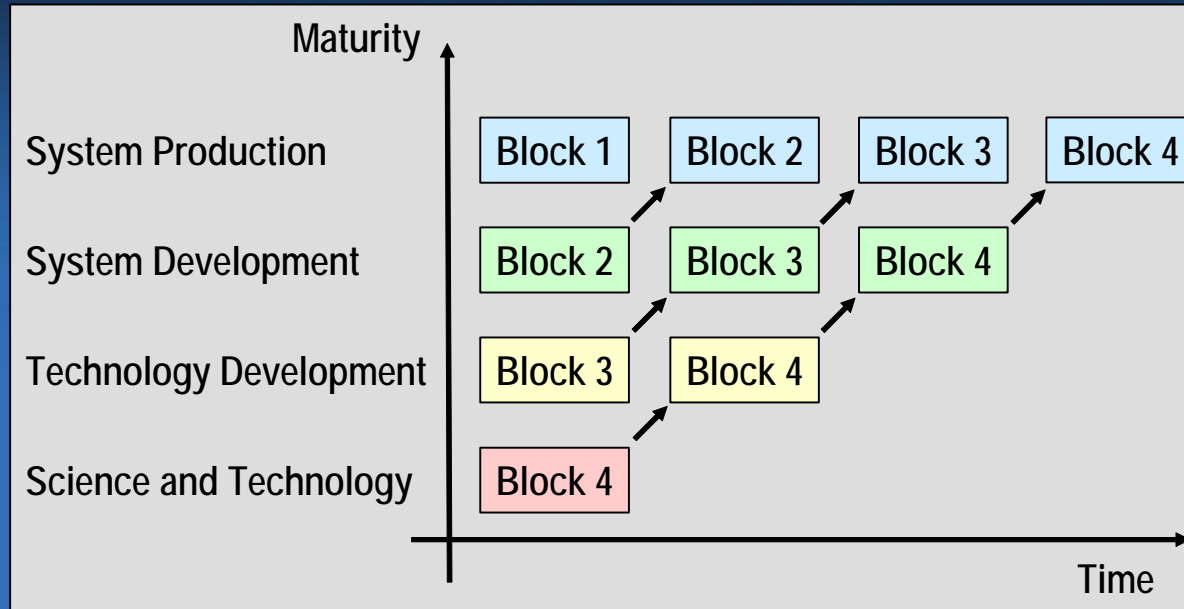 Maturity
System Production Block 1 Block 2 Block 3 Block 4
System Development Block 2 Block 3 Block 4
Technology Development Block 3 Block 4
Science and Technology Block 4
Time